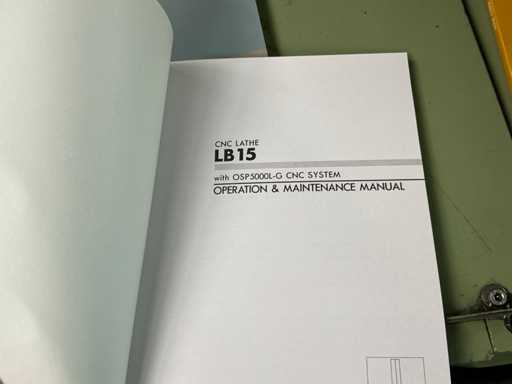 CNC LATHE
LB15
with OSP5000L-G CNC SYSTEM
OPERATION & MAINTENANCE MANUAL